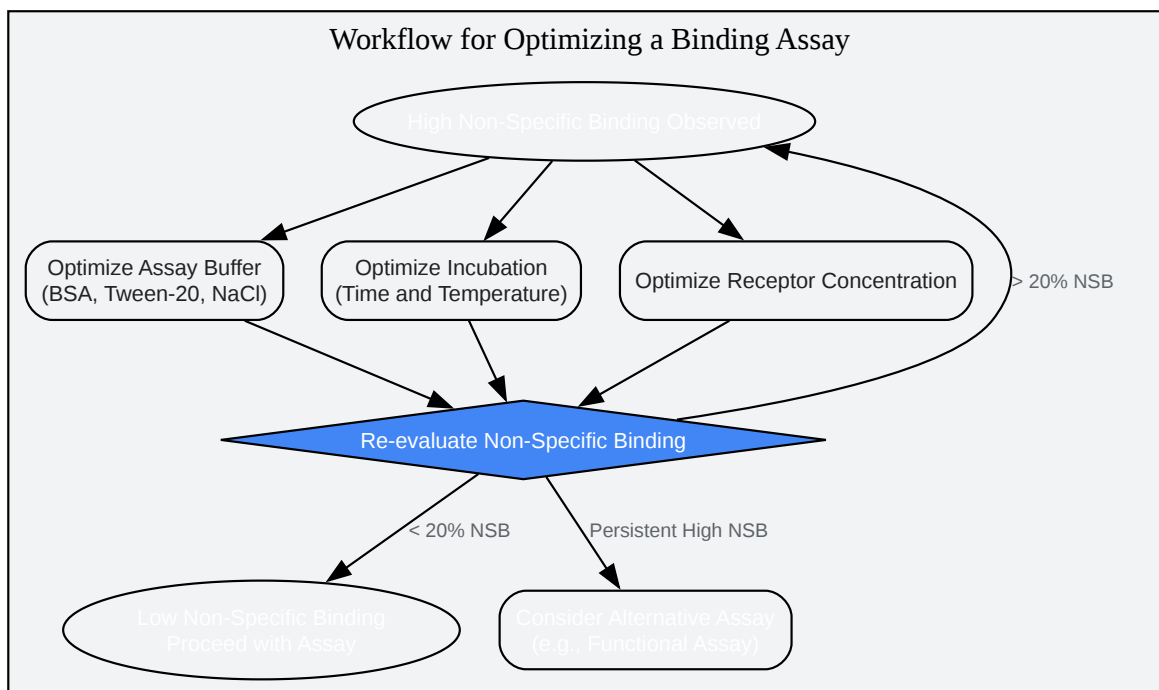 Workflow for Optimizing a Binding Assay
High Non-Specific Binding Observed
Optimize Assay Buffer
(BSA, Tween-20, NaCl)
Optimize Incubation
(Time and Temperature)
Optimize Receptor Concentration
> 20% NSB
Re-evaluate Non-Specific Binding
< 20% NSB
Persistent High NSB
Low Non-Specific Binding
Proceed with Assay
Consider Alternative Assay
(e.g., Functional Assay)